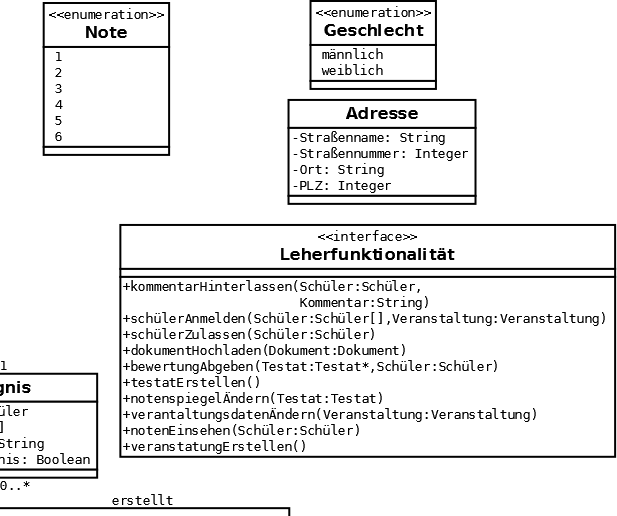 <<enumeration>>
Note
1
2
3
4
5
6
<<enumeration>>
Geschlecht
männlich
weiblich
Adresse
-Straßenname: String
-Straßennummer: Integer
-Ort: String
-PLZ: Integer
<<interface>>
Leherfunktionalität
+kommentarHinterlassen(Schüler:Schüler,
Kommentar:String)
+schülerAnmelden(Schüler:Schüler[],Veranstaltung:Veranstaltung)
+schülerZulassen(Schüler:Schüler)
+dokumentHochladen(Dokument:Dokument)
+bewertungAbgeben(Testat:Testat*,Schüler:Schüler)
+testatErstellen()
+notenspiegelÄndern(Testat:Testat)
+verantaltungsdatenÄndern(Veranstaltung:Veranstaltung)
+notenEinsehen(Schüler:Schüler)
+veranstatungErstellen()
1
gnis
üler
]
String
nis: Boolean
0..*
erstellt